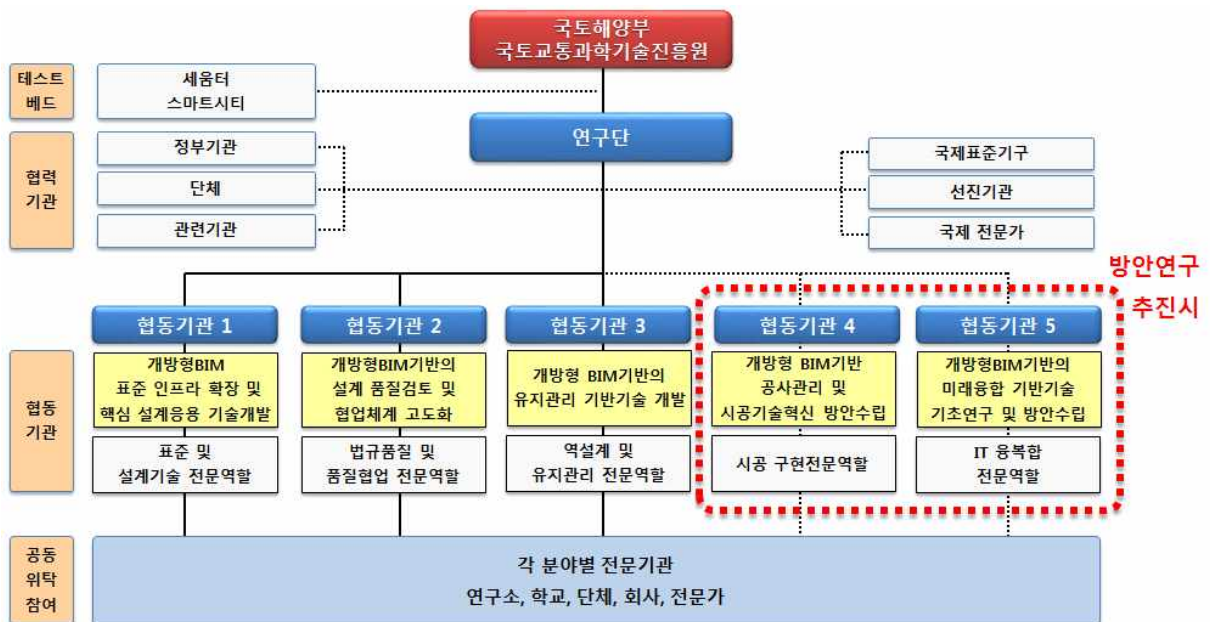 국토해양부
국토교통과학기술진흥원
테스트
베드
세움터
스마트시티
연구단
협력
기관
정부기관
단체
관련기관
국제표준기구
선진기관
국제 전문가
방안연구
추진시
협동기관 1
협동기관 2
협동기관 3
협동기관 4
협동기관 5
협동
기관
개방형BIM
표준 인프라 확장 및
핵심 설계응용 기술개발
개방형BIM기반의
설계 품질검토 및
협업체계 고도화
개방형 BIM기반의
유지관리 기반기술 개발
개방형 BIM기반
공사관리 및
시공기술혁신 방안수립
개방형BIM기반의
미래융합 기반기술
기초연구 및 방안수립
표준 및
설계기술 전문역할
법규품질 및
품질협업 전문역할
역설계 및
유지관리 전문역할
시공 구현전문역할
IT 융복합
전문역할
공동
위탁
참여
각 분야별 전문기관
연구소, 학교, 단체, 회사, 전문가